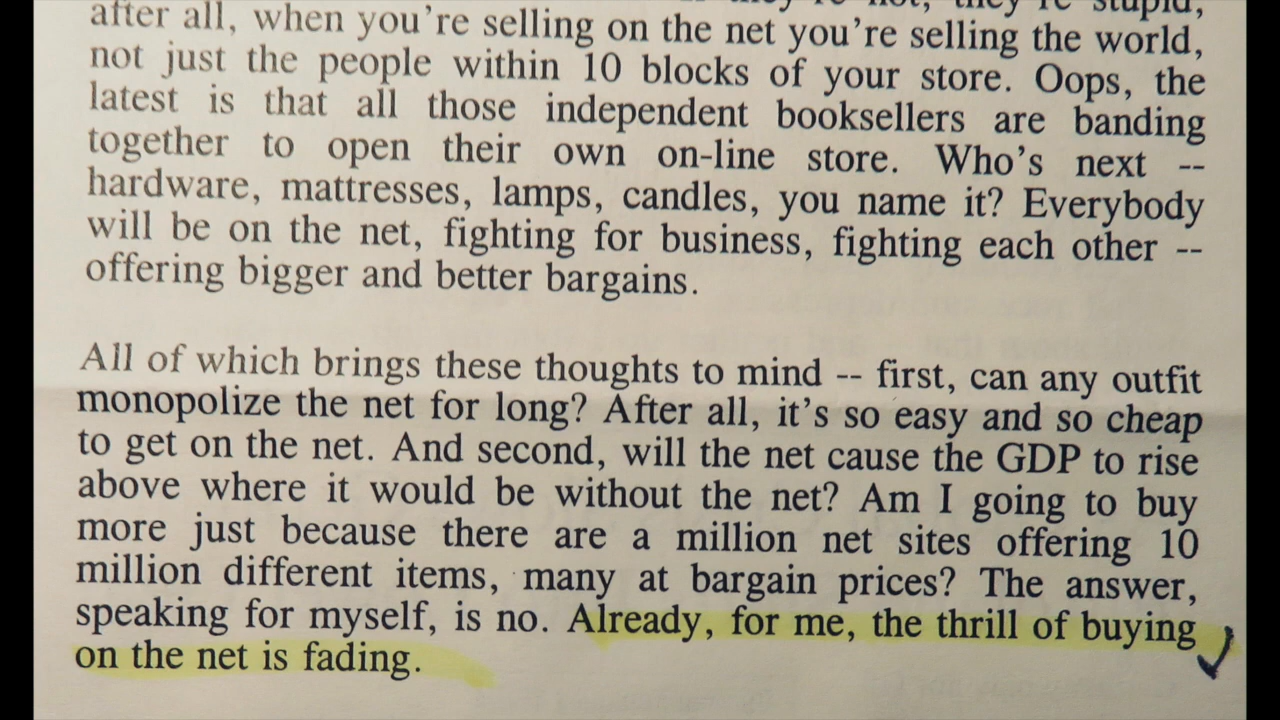 they're not, they're stupid,
after all, when you're selling on the net you're selling the world,
not just the people within 10 blocks of your store. Oops, the
latest is that all those independent booksellers are banding
together to open their own on-line store. Who's next --
hardware, mattresses, lamps, candles, you name it? Everybody
will be on the net, fighting for business, fighting each other --
offering bigger and better bargains.
All of which brings these thoughts to mind -- first, can any outfit
monopolize the net for long? After all, it's so easy and so cheap
to get on the net. And second, will the net cause the GDP to rise
above where it would be without the net? Am I going to buy
more just because there are a million net sites offering 10
million different items, many at bargain prices? The answer,
speaking for myself, is no. Already, for me, the thrill of buying
on the net is fading.